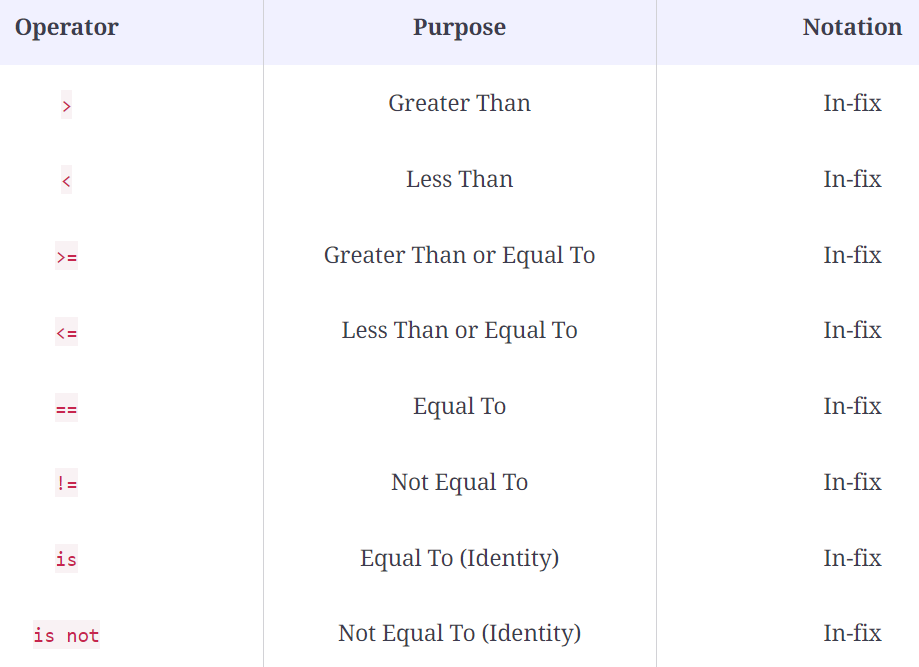 Operator Purpose Notation
> Greater Than In-fix
< Less Than In-fix
>= Greater Than or Equal To In-fix
<= Less Than or Equal To In-fix
== Equal To In-fix
!= Not Equal To In-fix
is Equal To (Identity) In-fix
is not Not Equal To (Identity) In-fix